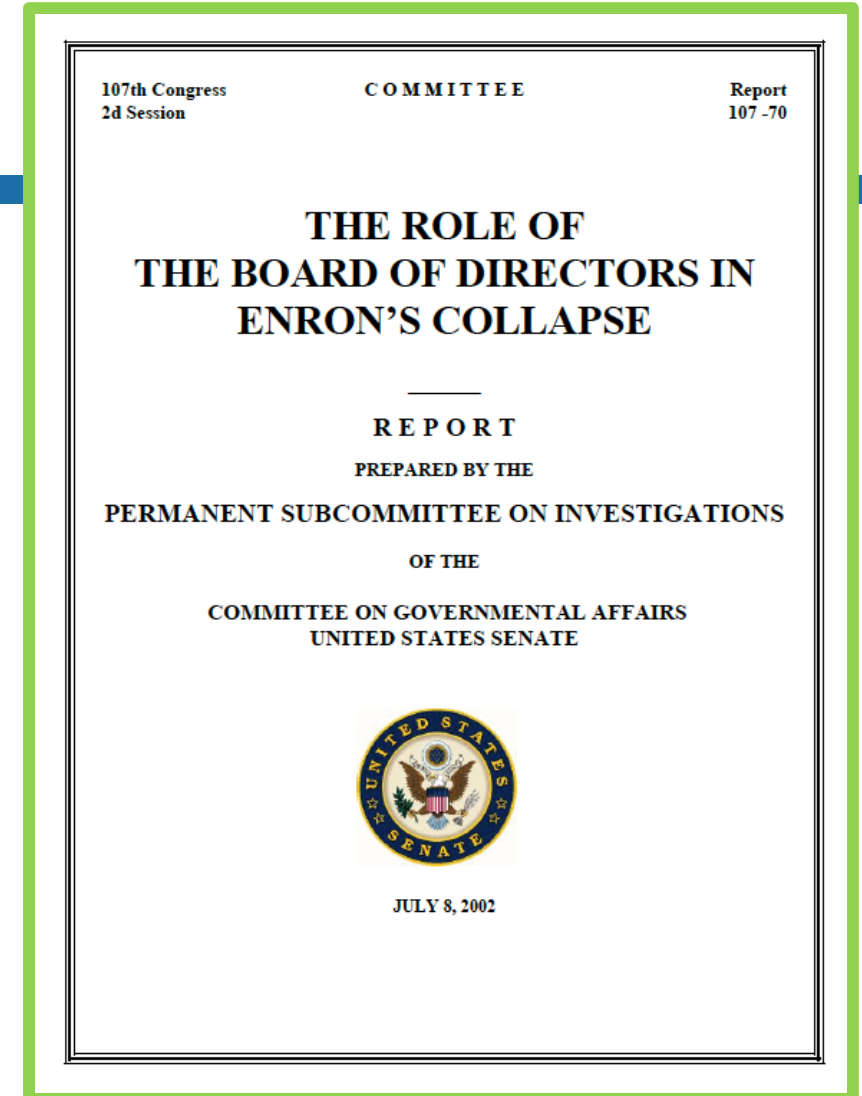 107th Congress COMMITTEE Report
2d Session 107 -70
THE ROLE OF
THE BOARD OF DIRECTORS IN
ENRON'S COLLAPSE
REPORT
PREPARED BY THE
PERMANENT SUBCOMMITTEE ON INVESTIGATIONS
OF THE
COMMITTEE ON GOVERNMENTAL AFFAIRS
UNITED STATES SENATE
UNITED STATES
SENATE
JULY 8, 2002